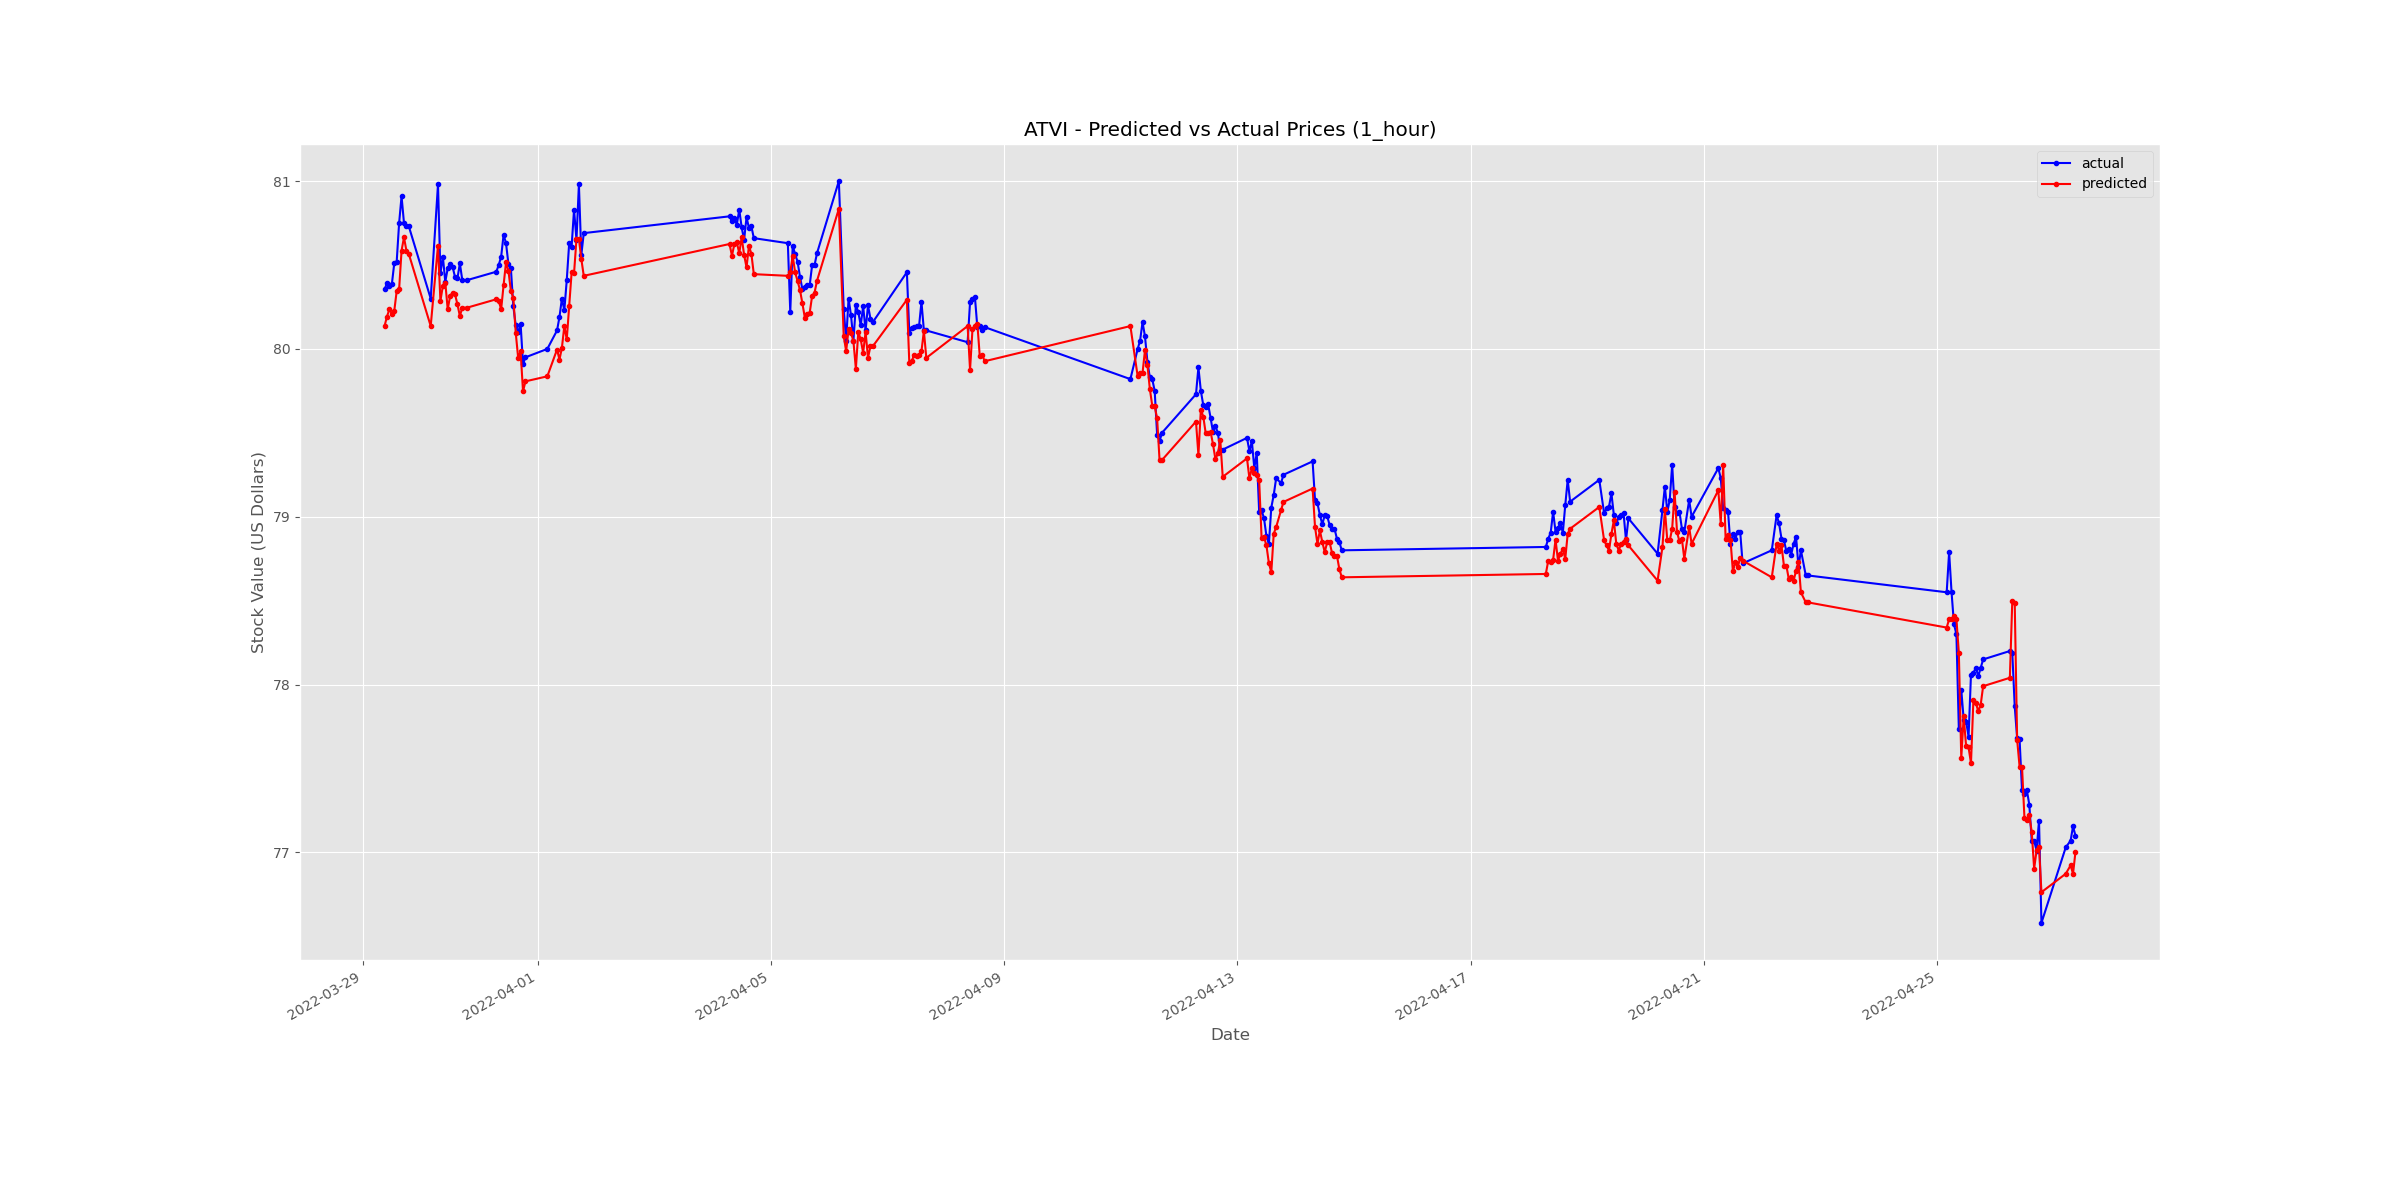 ATVI - Predicted vs Actual Prices (1_hour)
actual
predicted
81
80
79
78
77
Stock Value (US Dollars)
2022-03-29
2022-04-01
2022-04-05
2022-04-09
2022-04-13
2022-04-17
2022-04-21
2022-04-25
Date